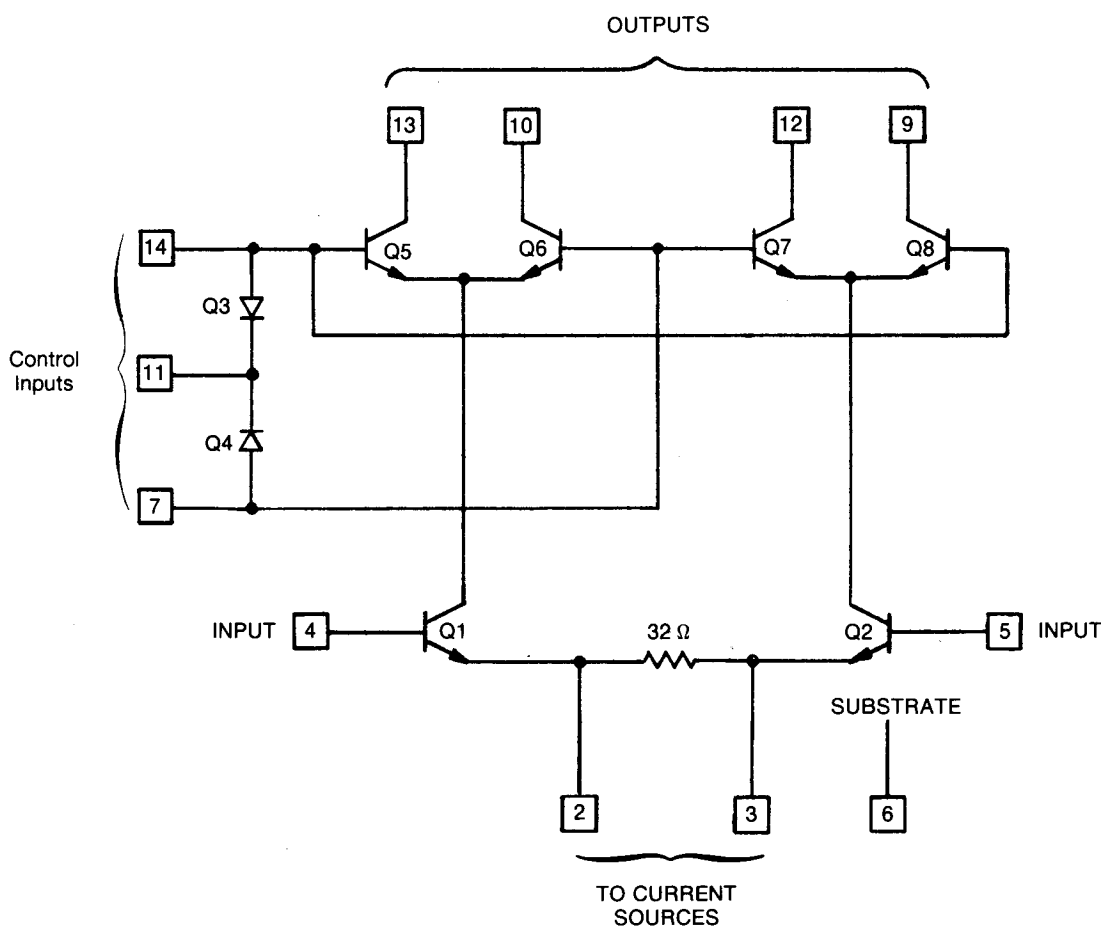 OUTPUTS
13 10 12 9
14 Q5 Q6 Q7 Q8
Q3
Control
Inputs
11
Q4
7
INPUT 4 Q1 32 Ω Q2 5 INPUT
SUBSTRATE
2 3 6
TO CURRENT
SOURCES